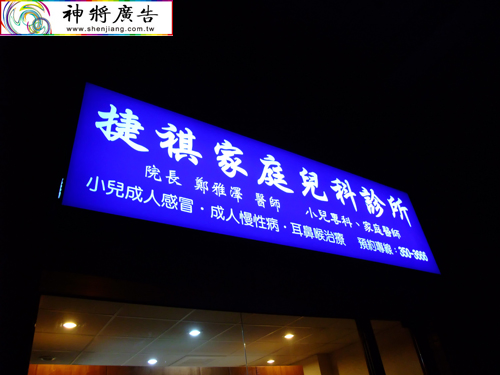 神將廣告
www.shenjiang.com.tw
捷祺家庭兒科診所
院長 鄭雅澤 醫師 小兒專科、家庭醫師
小兒成人感冒・成人慢性病・耳鼻喉治療 預約專線:350-3666